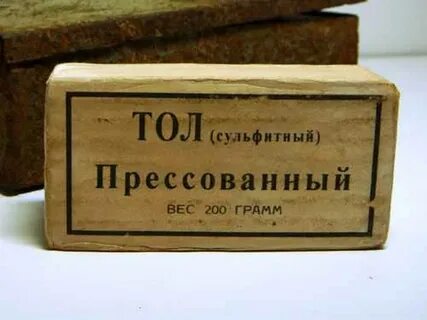 ТОЛ (сульфитный)
Прессованный
ВЕС 200 ГРАММ